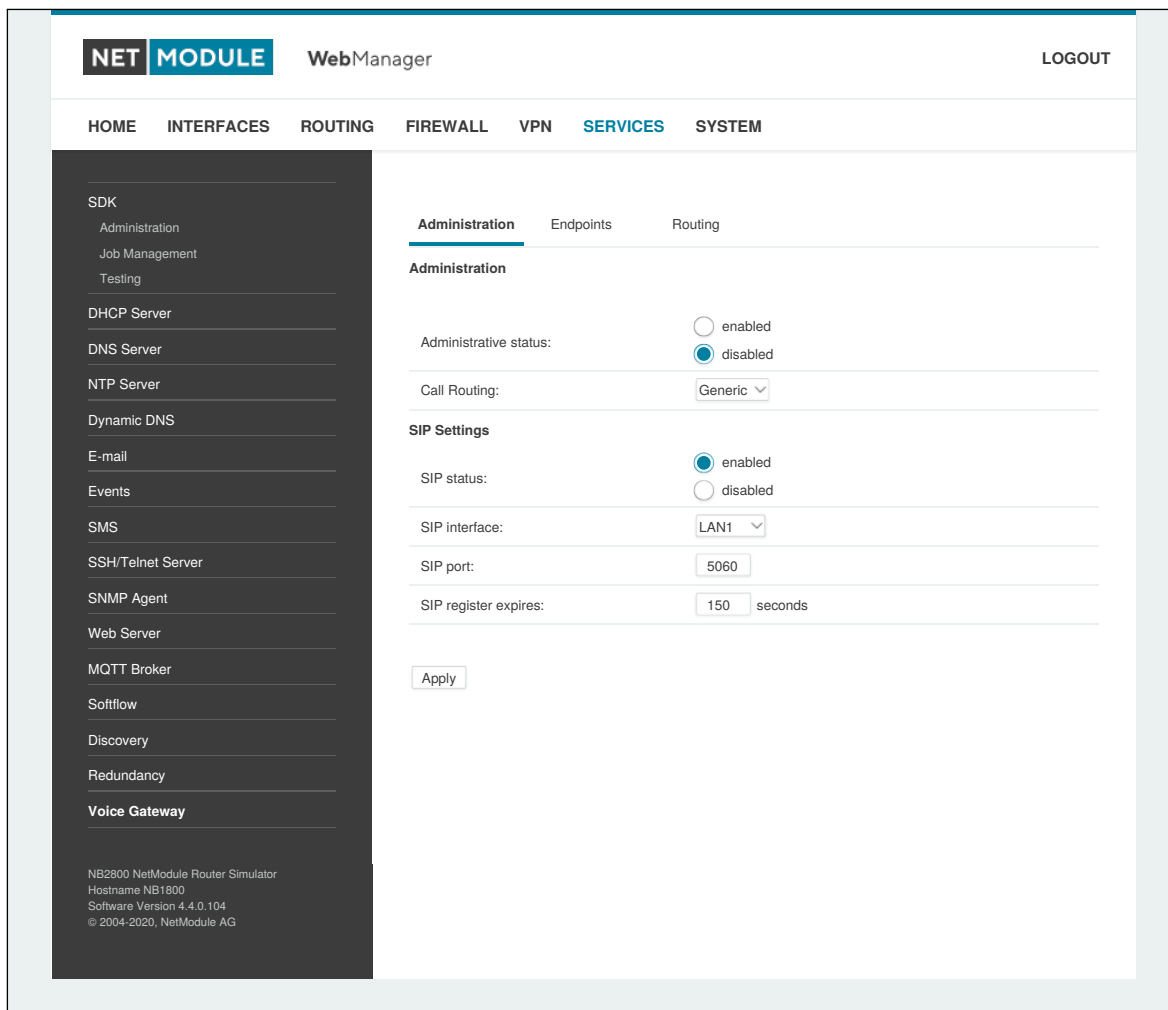 NET MODULE WebManager LOGOUT
HOME INTERFACES ROUTING FIREWALL VPN SERVICES SYSTEM
SDK
Administration
Job Management
Testing
DHCP Server
DNS Server
NTP Server
Dynamic DNS
E-mail
Events
SMS
SSH/Telnet Server
SNMP Agent
Web Server
MQTT Broker
Softflow
Discovery
Redundancy
Voice Gateway
NB2800 NetModule Router Simulator
Hostname NB1800
Software Version 4.4.0.104
© 2004-2020, NetModule AG
Administration Endpoints Routing
Administration
Administrative status:
enabled
disabled
Call Routing: Generic
SIP Settings
SIP status:
enabled
disabled
SIP interface: LAN1
SIP port: 5060
SIP register expires: 150 seconds
Apply